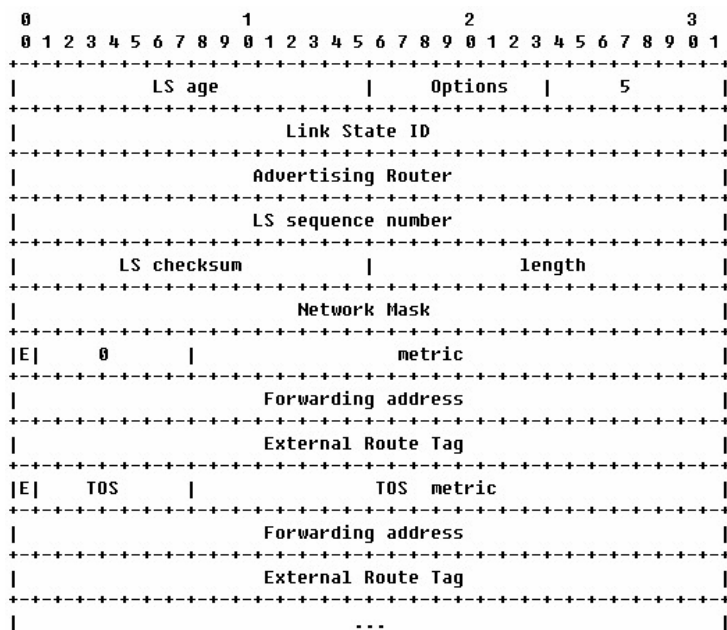 0                   1                   2                   3
0 1 2 3 4 5 6 7 8 9 0 1 2 3 4 5 6 7 8 9 0 1 2 3 4 5 6 7 8 9 0 1
+-+-+-+-+-+-+-+-+-+-+-+-+-+-+-+-+-+-+-+-+-+-+-+-+-+-+-+-+-+-+-+-+
| LS age | Options | 5 |
+-+-+-+-+-+-+-+-+-+-+-+-+-+-+-+-+-+-+-+-+-+-+-+-+-+-+-+-+-+-+-+-+
| Link State ID |
+-+-+-+-+-+-+-+-+-+-+-+-+-+-+-+-+-+-+-+-+-+-+-+-+-+-+-+-+-+-+-+-+
| Advertising Router |
+-+-+-+-+-+-+-+-+-+-+-+-+-+-+-+-+-+-+-+-+-+-+-+-+-+-+-+-+-+-+-+-+
| LS sequence number |
+-+-+-+-+-+-+-+-+-+-+-+-+-+-+-+-+-+-+-+-+-+-+-+-+-+-+-+-+-+-+-+-+
| LS checksum | length |
+-+-+-+-+-+-+-+-+-+-+-+-+-+-+-+-+-+-+-+-+-+-+-+-+-+-+-+-+-+-+-+-+
| Network Mask |
+-+-+-+-+-+-+-+-+-+-+-+-+-+-+-+-+-+-+-+-+-+-+-+-+-+-+-+-+-+-+-+-+
|E| 0 | metric |
+-+-+-+-+-+-+-+-+-+-+-+-+-+-+-+-+-+-+-+-+-+-+-+-+-+-+-+-+-+-+-+-+
| Forwarding address |
+-+-+-+-+-+-+-+-+-+-+-+-+-+-+-+-+-+-+-+-+-+-+-+-+-+-+-+-+-+-+-+-+
| External Route Tag |
+-+-+-+-+-+-+-+-+-+-+-+-+-+-+-+-+-+-+-+-+-+-+-+-+-+-+-+-+-+-+-+-+
|E| TOS | TOS metric |
+-+-+-+-+-+-+-+-+-+-+-+-+-+-+-+-+-+-+-+-+-+-+-+-+-+-+-+-+-+-+-+-+
| Forwarding address |
+-+-+-+-+-+-+-+-+-+-+-+-+-+-+-+-+-+-+-+-+-+-+-+-+-+-+-+-+-+-+-+-+
| External Route Tag |
+-+-+-+-+-+-+-+-+-+-+-+-+-+-+-+-+-+-+-+-+-+-+-+-+-+-+-+-+-+-+-+-+
| ... |